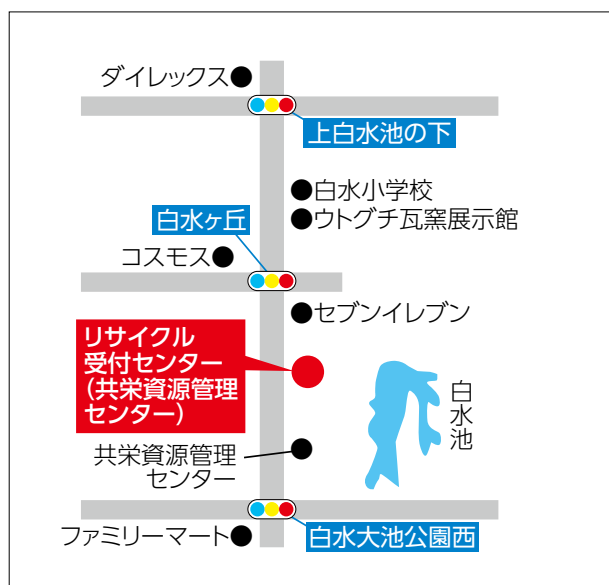 ダイレックス
上白水池の下
白水小学校
ウトグチ瓦窯展示館
白水ヶ丘
コスモス
セブンイレブン
リサイクル
受付センター
(共栄資源管理
センター)
白水池
共栄資源管理
センター
ファミリーマート
白水大池公園西